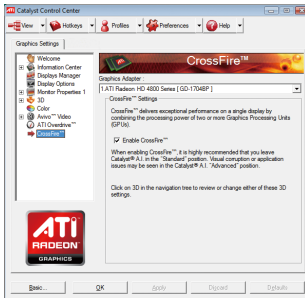 Catalyst Control Center
View
Hotkeys
Profiles
Preferences
Help
Graphics Settings
Welcome
Information Center
Displays Manager
Display Options
Monitor Properties 1
3D
Color
Avivo™ Video
ATI Overdrive™
CrossFire™
CrossFire™
Graphics Adapter :
1.ATI Radeon HD 4800 Series [ GD-1704BP ]
CrossFire™ Settings
CrossFire™ delivers exceptional performance on a single display by
combining the processing power of two or more Graphics Processing Units
(GPUs).
Enable CrossFire™
When enabling CrossFire™, it is highly recommended that you leave
Catalyst® A.I. in the "Standard" position. Visual corruption or application
issues may be seen in the Catalyst® A.I. "Advanced" position.
Click on 3D in the navigation tree to review or change either of these 3D
settings.
ATI
RADEON
GRAPHICS
Basic...
OK
Apply
Discard
Defaults